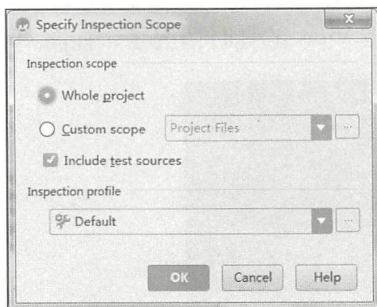 Specify Inspection Scope
Inspection scope
Whole project
Custom scope Project Files ...
Include test sources
Inspection profile
Default ...
OK Cancel Help